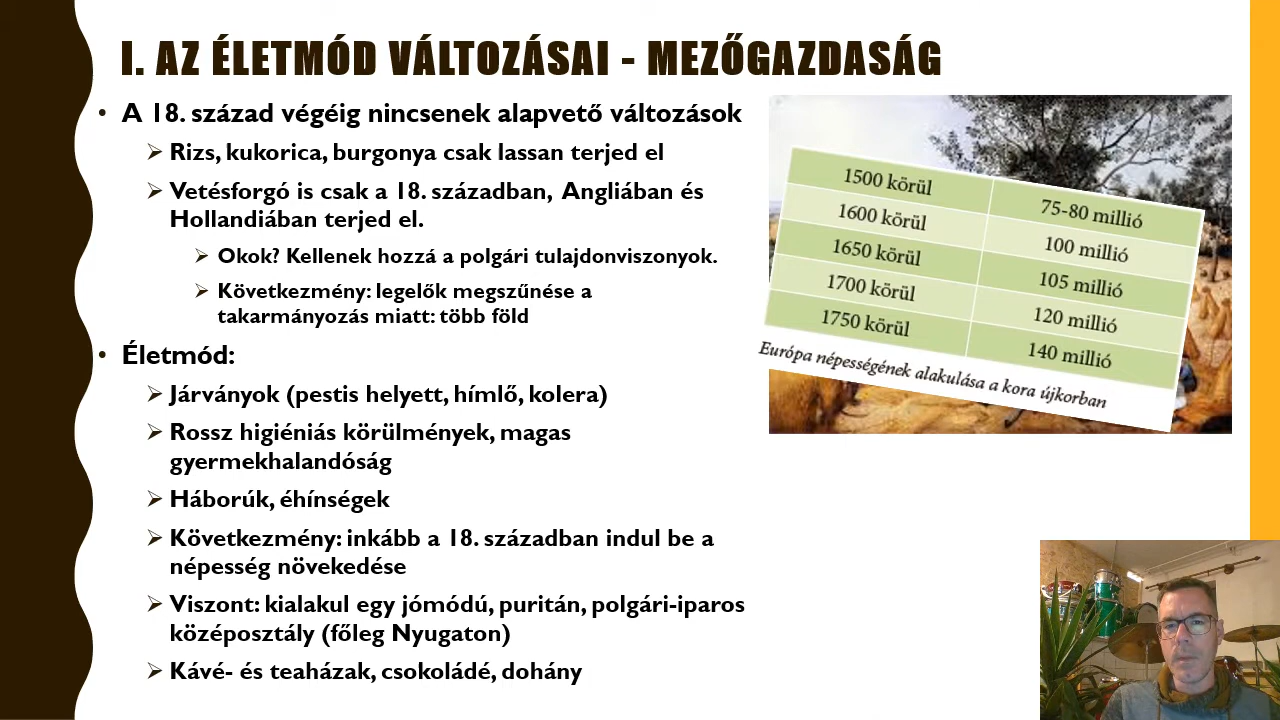 I. AZ ÉLETMÓD VÁLTOZÁSAI - MEZŐGAZDASÁG
• A 18. század végéig nincsenek alapvető változások
➢ Rizs, kukorica, burgonya csak lassan terjed el
➢ Vetésforgó is csak a 18. században, Angliában és
Hollandiában terjed el.
➢ Okok? Kellenek hozzá a polgári tulajdonviszonyok.
➢ Következmény: legelők megszűnése a
takarmányozás miatt: több föld
• Életmód:
➢ Járványok (pestis helyett, hímlő, kolera)
➢ Rossz higiéniás körülmények, magas
gyermekhalandóság
➢ Háborúk, éhínségek
➢ Következmény: inkább a 18. században indul be a
népesség növekedése
➢ Viszont: kialakul egy jómódú, puritán, polgári-iparos
középosztály (főleg Nyugaton)
➢ Kávé- és teaházak, csokoládé, dohány
1500 körül 75-80 millió
1600 körül 100 millió
1650 körül 105 millió
1700 körül 120 millió
1750 körül 140 millió
Európa népességének alakulása a kora újkorban